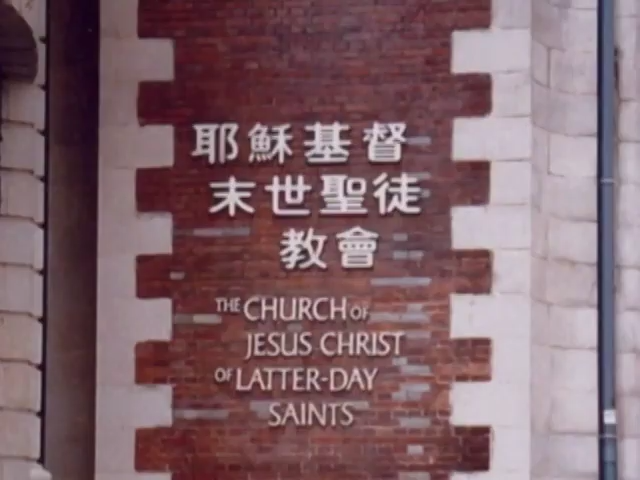 耶穌基督
末世聖徒
教會
THE CHURCH OF
JESUS CHRIST
OF LATTER-DAY
SAINTS